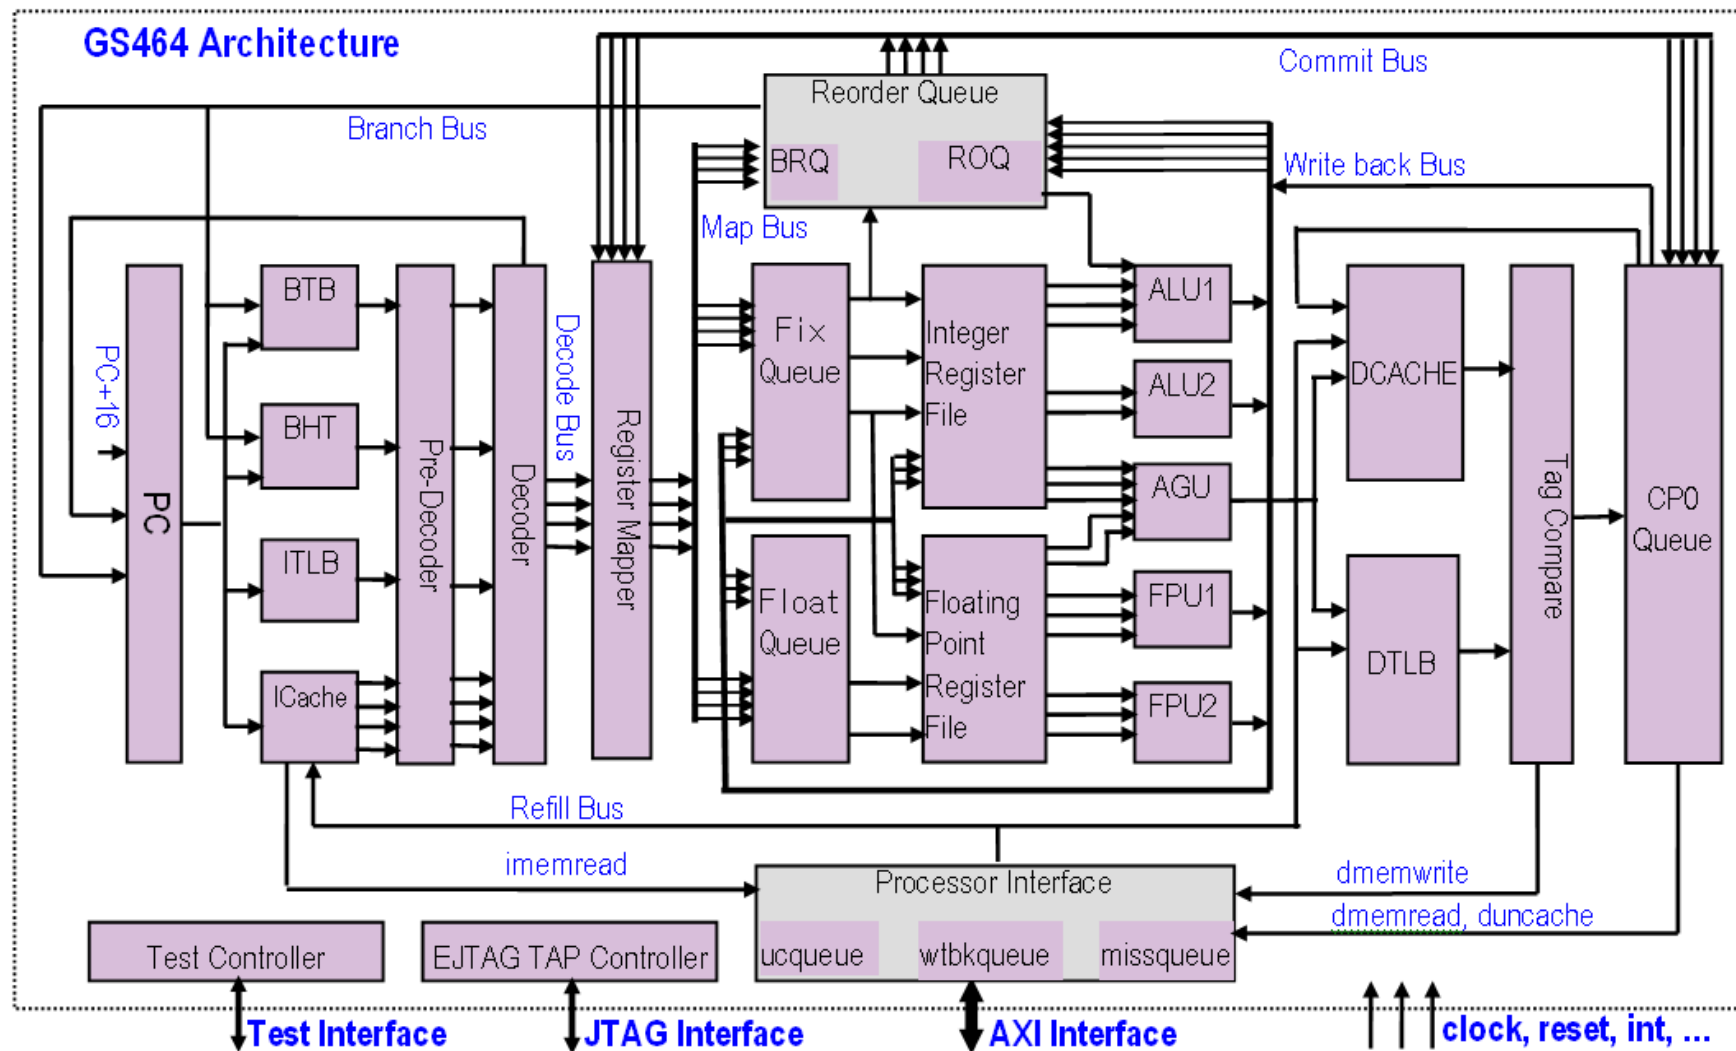 GS464 Architecture
Commit Bus
Reorder Queue
Branch Bus
BRQ
ROQ
Write back Bus
Map Bus
BTB
Fix
Queue
Integer
Register
File
ALU1
ALU2
DCACHE
PC+16
BHT
Decode Bus
AGU
Tag Compare
CP0
Queue
PC
Pre-Decoder
Decoder
Register Mapper
ITLB
Float
Queue
Floating
Point
Register
File
FPU1
FPU2
DTLB
ICache
Refill Bus
imemread
Processor Interface
dmemwrite
dmemread, duncache
Test Controller
EJTAG TAP Controller
ucqueue
wtbkqueue
missqueue
Test Interface
JTAG Interface
AXI Interface
clock, reset, int, ...